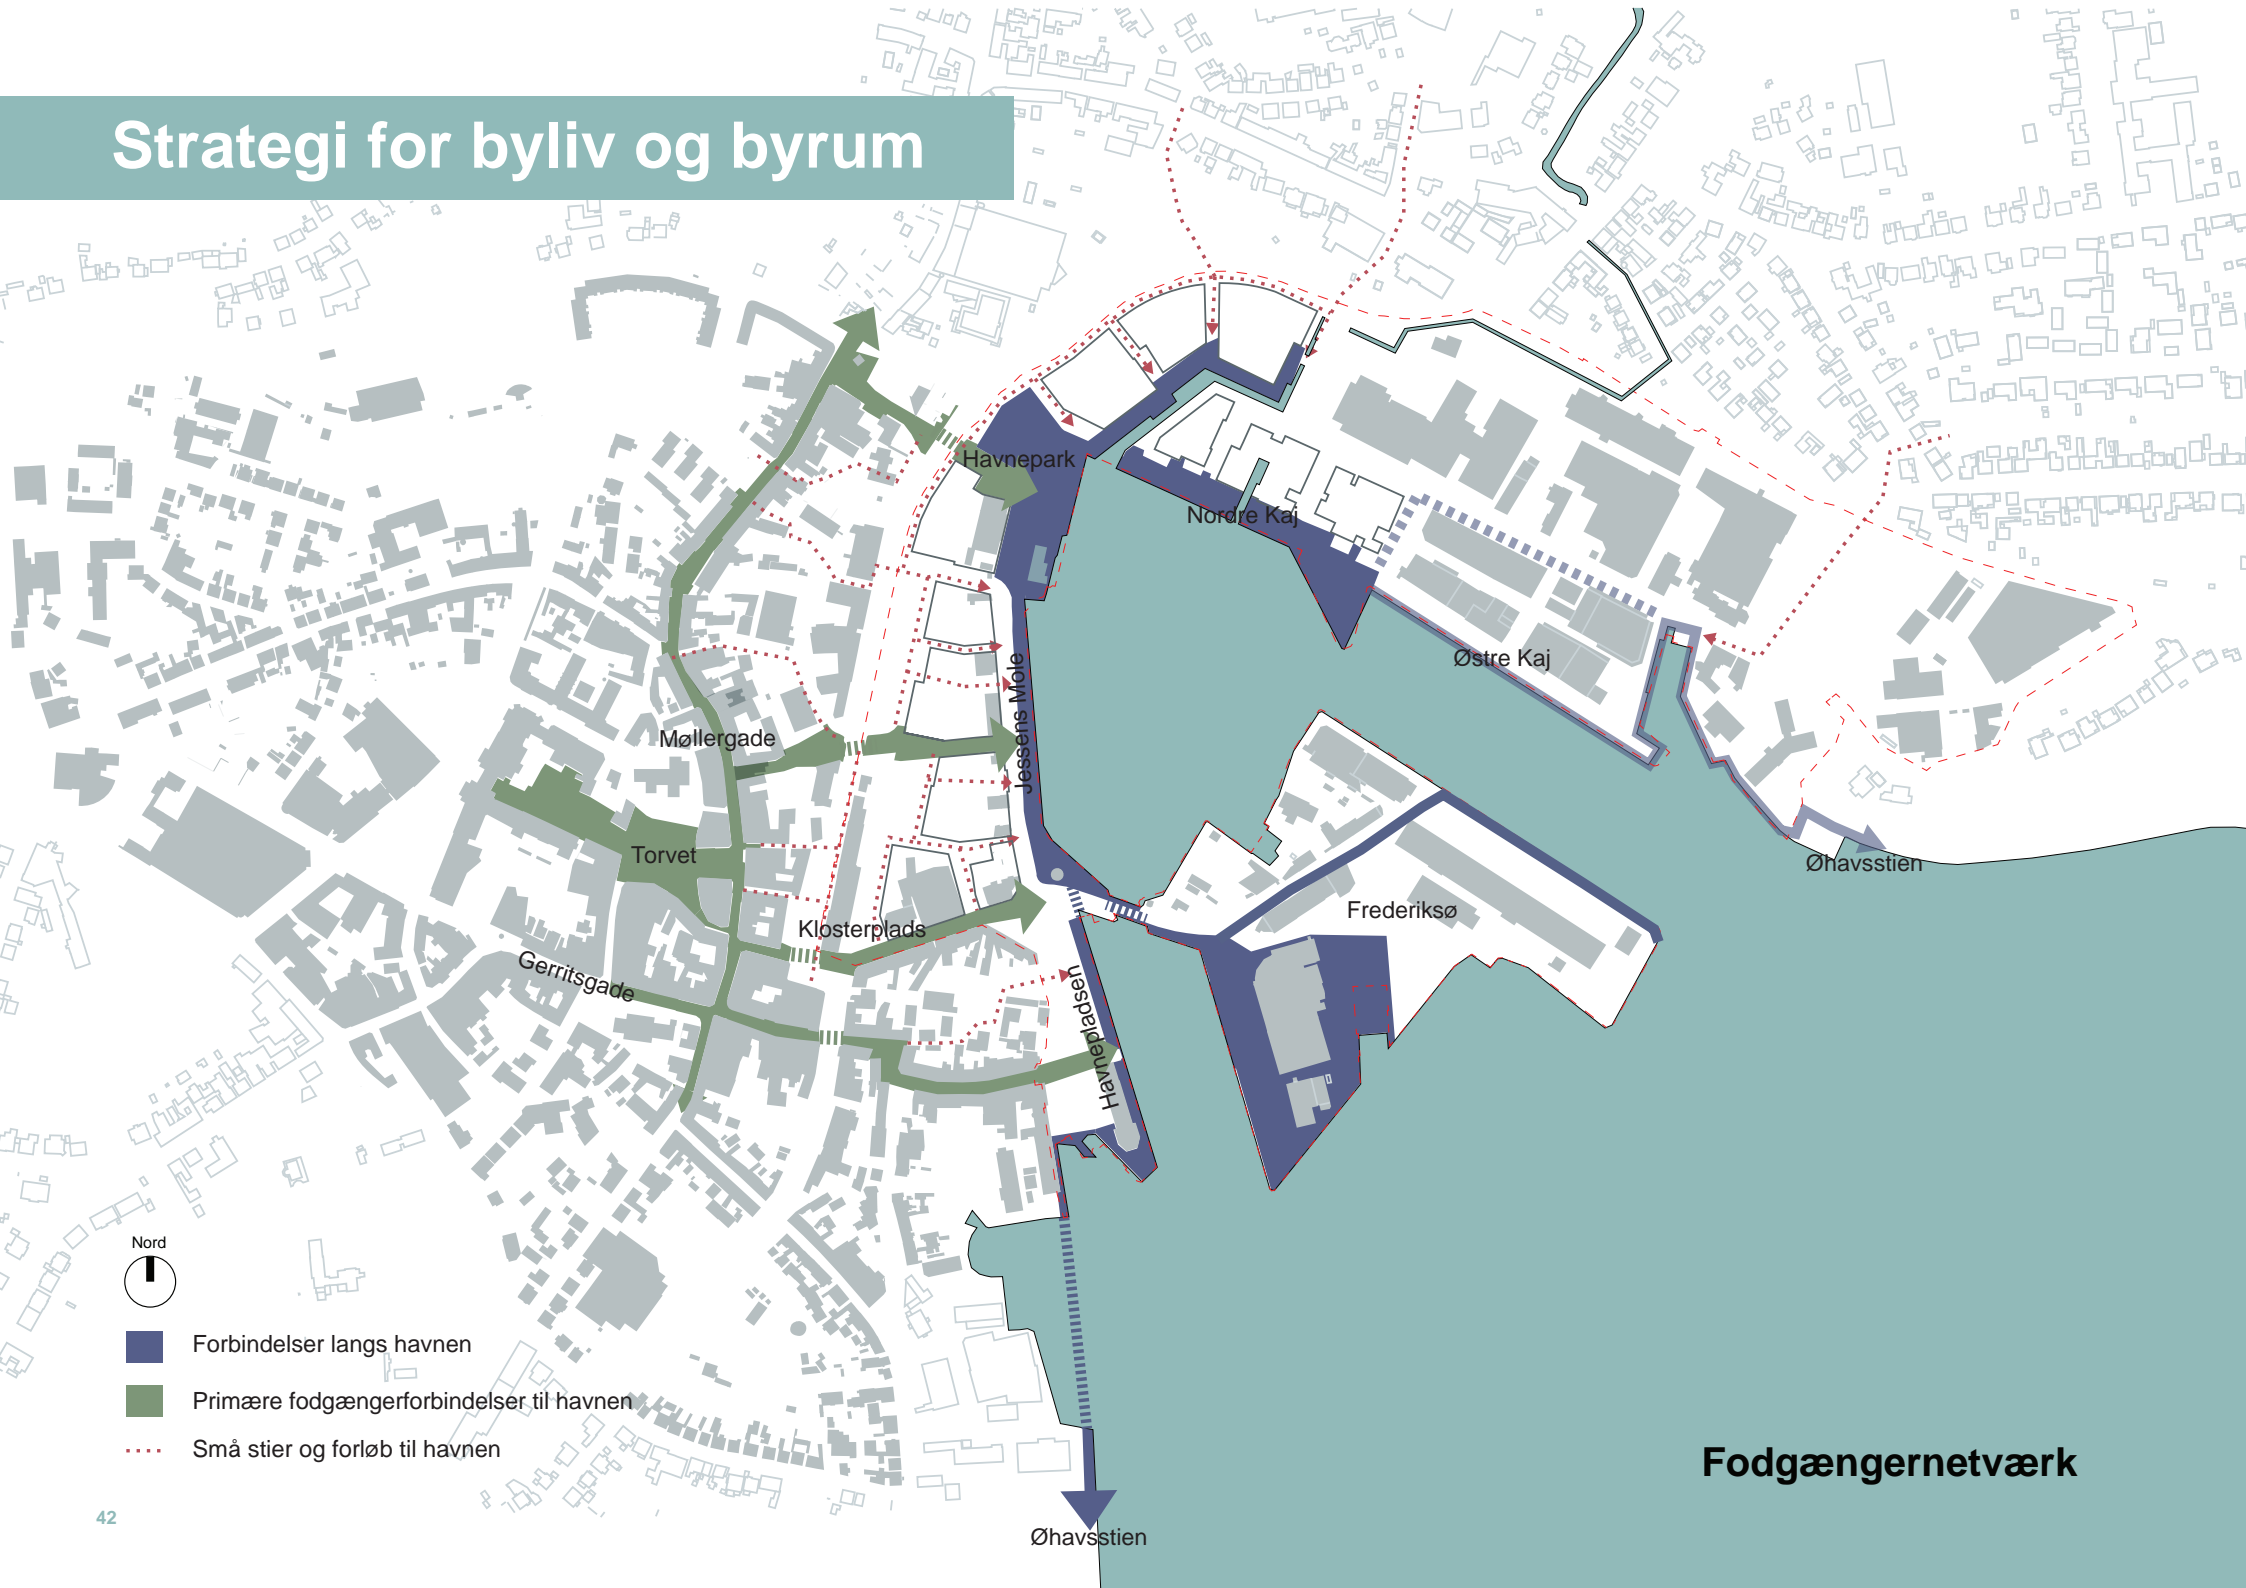 Strategi for byliv og byrum
Havnepark
Nordre Kaj
Østre Kaj
Jessens Mole
Møllergade
Torvet
Øhavsstien
Frederiksø
Klosterplads
Gerritsgade
Havnepladsen
Nord
Forbindelser langs havnen
Primære fodgængerforbindelser til havnen
Små stier og forløb til havnen
Fodgængernetværk
42
Øhavsstien